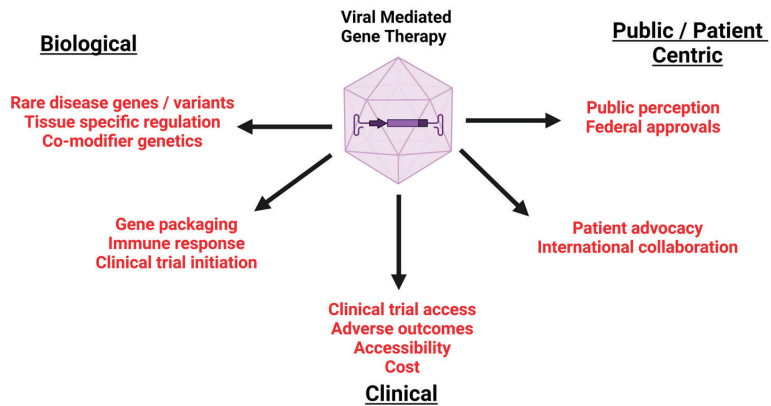 Viral Mediated
Gene Therapy
Biological
Rare disease genes / variants
Tissue specific regulation
Co-modifier genetics
Gene packaging
Immune response
Clinical trial initiation
Clinical trial access
Adverse outcomes
Accessibility
Cost
Clinical
Public / Patient
Centric
Public perception
Federal approvals
Patient advocacy
International collaboration